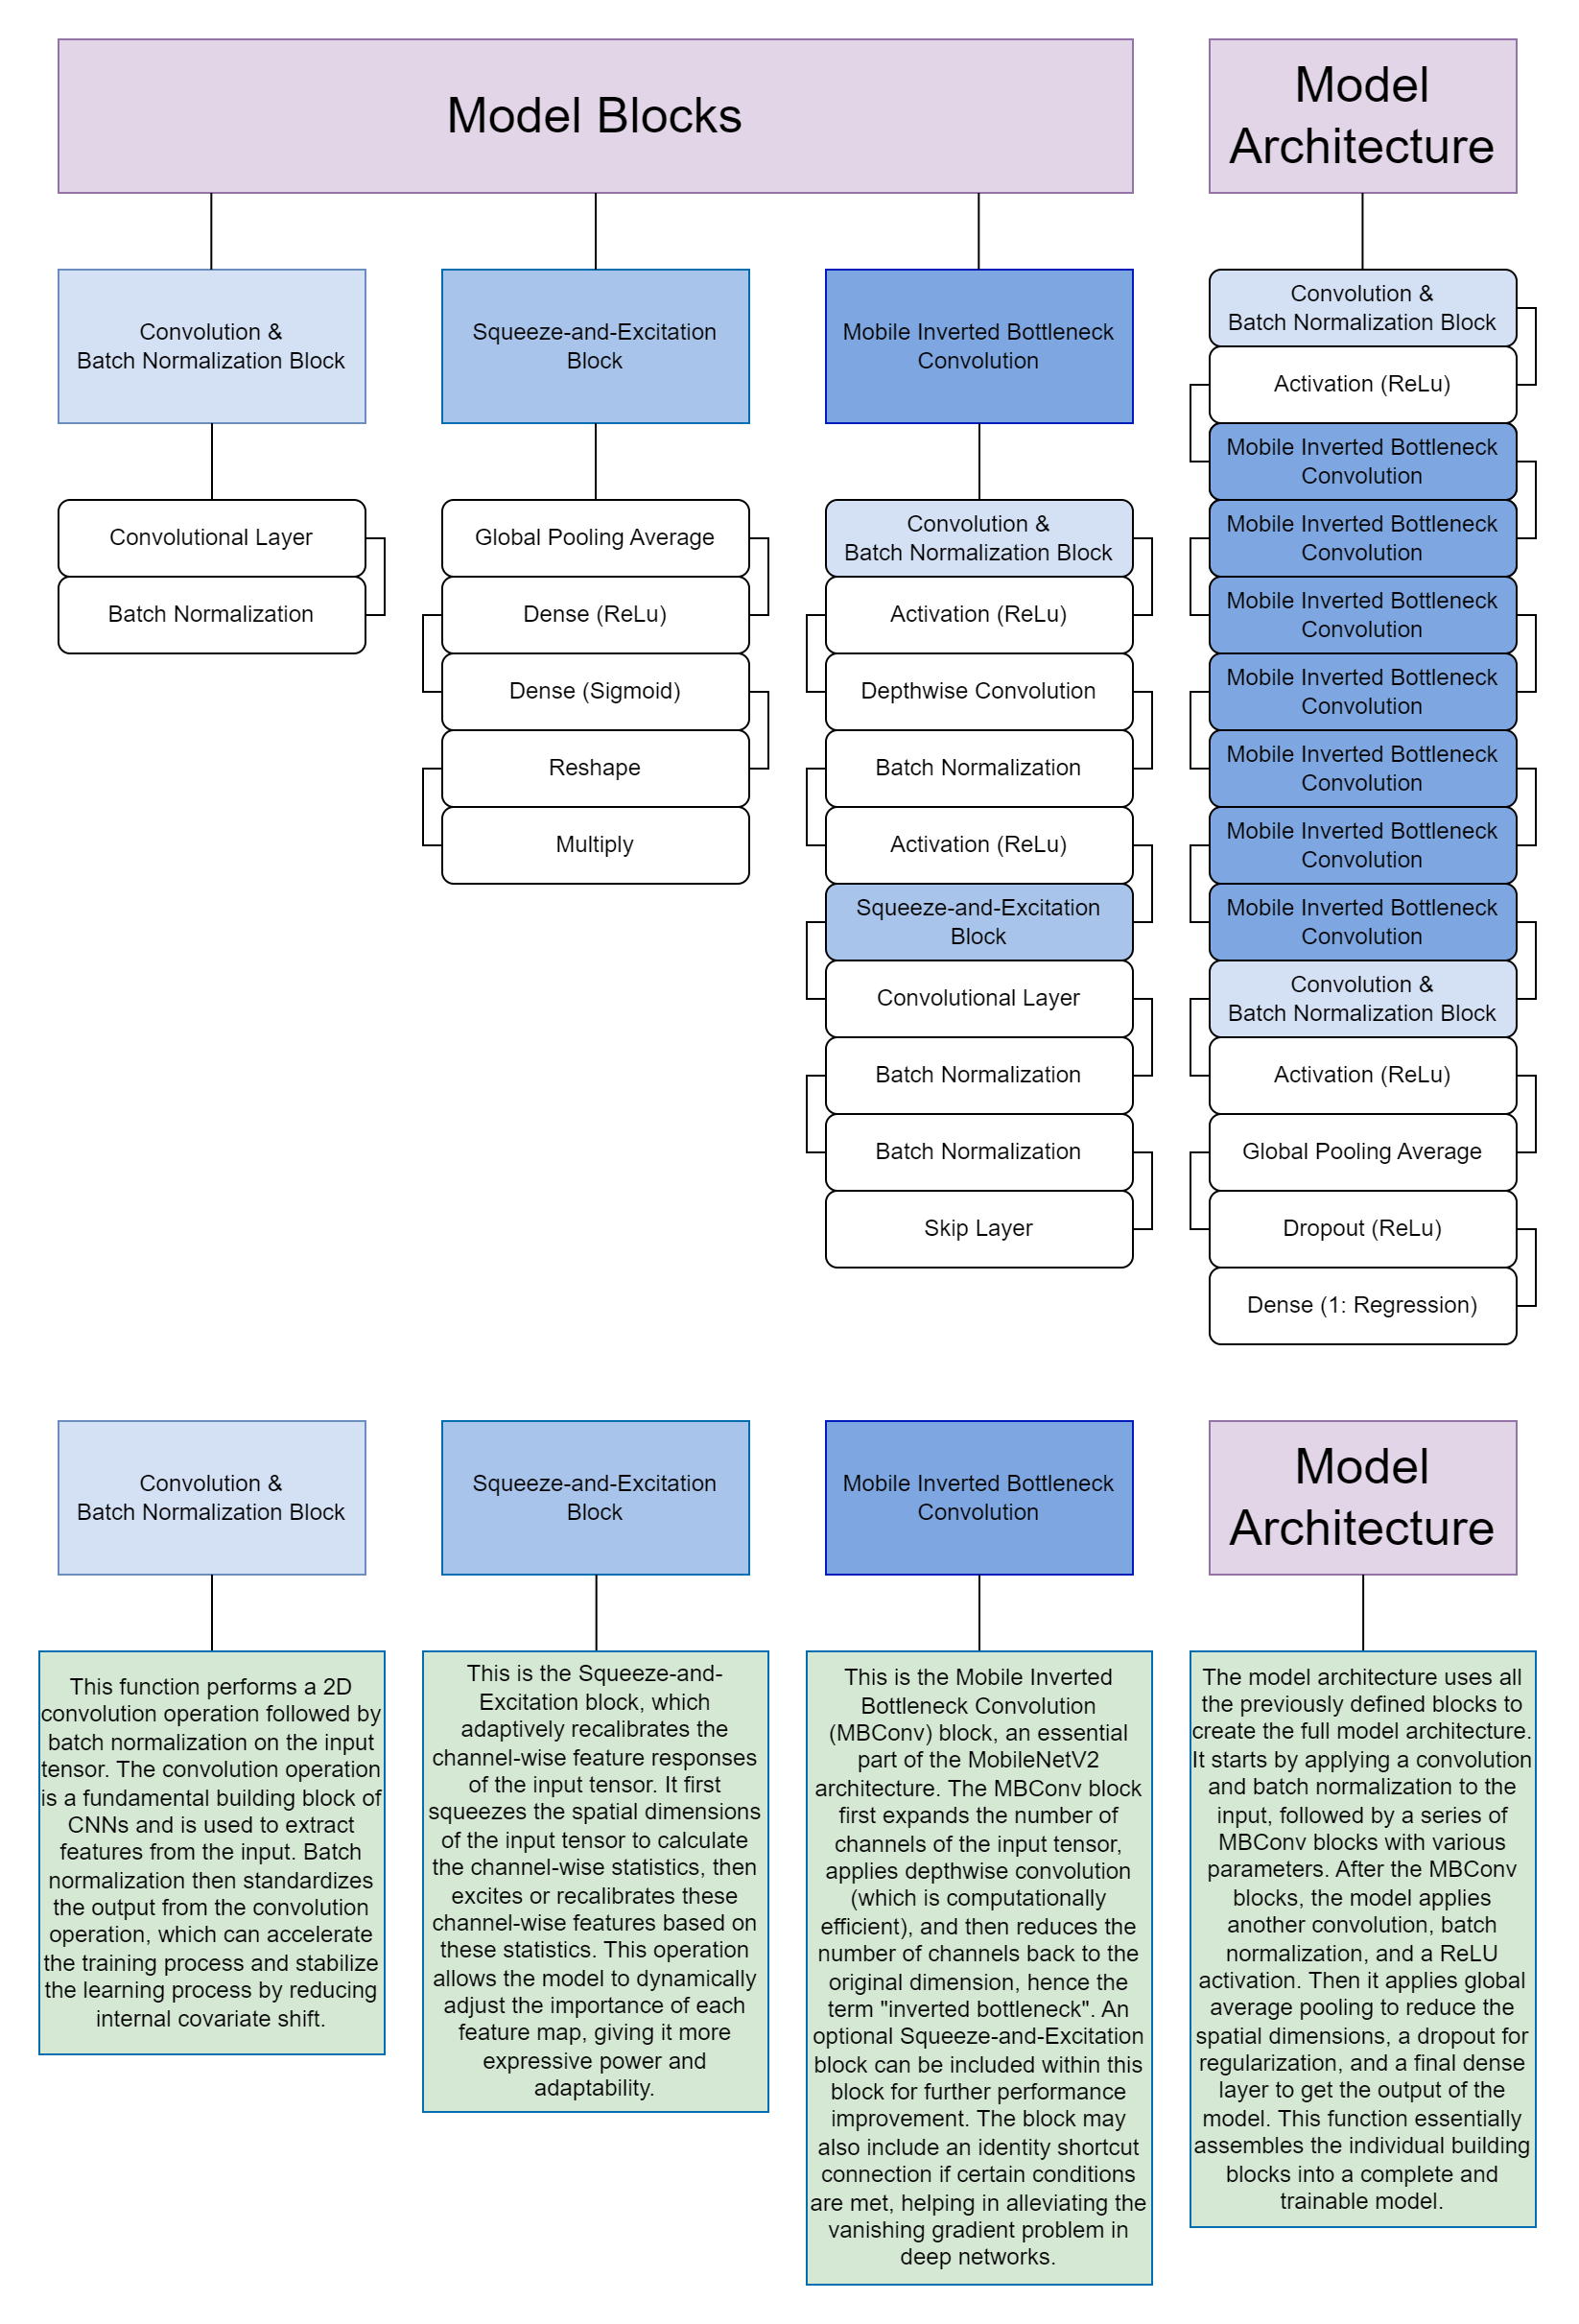 Model Blocks
Model
Architecture
Convolution &
Batch Normalization Block
Convolutional Layer
Batch Normalization
Squeeze-and-Excitation
Block
Global Pooling Average
Dense (ReLu)
Dense (Sigmoid)
Reshape
Multiply
Mobile Inverted Bottleneck
Convolution
Convolution &
Batch Normalization Block
Activation (ReLu)
Depthwise Convolution
Batch Normalization
Activation (ReLu)
Squeeze-and-Excitation
Block
Convolutional Layer
Batch Normalization
Batch Normalization
Skip Layer
Convolution &
Batch Normalization Block
Activation (ReLu)
Mobile Inverted Bottleneck
Convolution
Mobile Inverted Bottleneck
Convolution
Mobile Inverted Bottleneck
Convolution
Mobile Inverted Bottleneck
Convolution
Mobile Inverted Bottleneck
Convolution
Mobile Inverted Bottleneck
Convolution
Mobile Inverted Bottleneck
Convolution
Convolution &
Batch Normalization Block
Activation (ReLu)
Global Pooling Average
Dropout (ReLu)
Dense (1: Regression)
Convolution &
Batch Normalization Block
This function performs a 2D
convolution operation followed by
batch normalization on the input
tensor. The convolution operation
is a fundamental building block of
CNNs and is used to extract
features from the input. Batch
normalization then standardizes
the output from the convolution
operation, which can accelerate
the training process and stabilize
the learning process by reducing
internal covariate shift.
Squeeze-and-Excitation
Block
This is the Squeeze-and-
Excitation block, which
adaptively recalibrates the
channel-wise feature responses
of the input tensor. It first
squeezes the spatial dimensions
of the input tensor to calculate
the channel-wise statistics, then
excites or recalibrates these
channel-wise features based on
these statistics. This operation
allows the model to dynamically
adjust the importance of each
feature map, giving it more
expressive power and
adaptability.
Mobile Inverted Bottleneck
Convolution
This is the Mobile Inverted
Bottleneck Convolution
(MBConv) block, an essential
part of the MobileNetV2
architecture. The MBConv block
first expands the number of
channels of the input tensor,
applies depthwise convolution
(which is computationally
efficient), and then reduces the
number of channels back to the
original dimension, hence the
term "inverted bottleneck". An
optional Squeeze-and-Excitation
block can be included within this
block for further performance
improvement. The block may
also include an identity shortcut
connection if certain conditions
are met, helping in alleviating the
vanishing gradient problem in
deep networks.
Model
Architecture
The model architecture uses all
the previously defined blocks to
create the full model architecture.
It starts by applying a convolution
and batch normalization to the
input, followed by a series of
MBConv blocks with various
parameters. After the MBConv
blocks, the model applies
another convolution, batch
normalization, and a ReLU
activation. Then it applies global
average pooling to reduce the
spatial dimensions, a dropout for
regularization, and a final dense
layer to get the output of the
model. This function essentially
assembles the individual building
blocks into a complete and
trainable model.